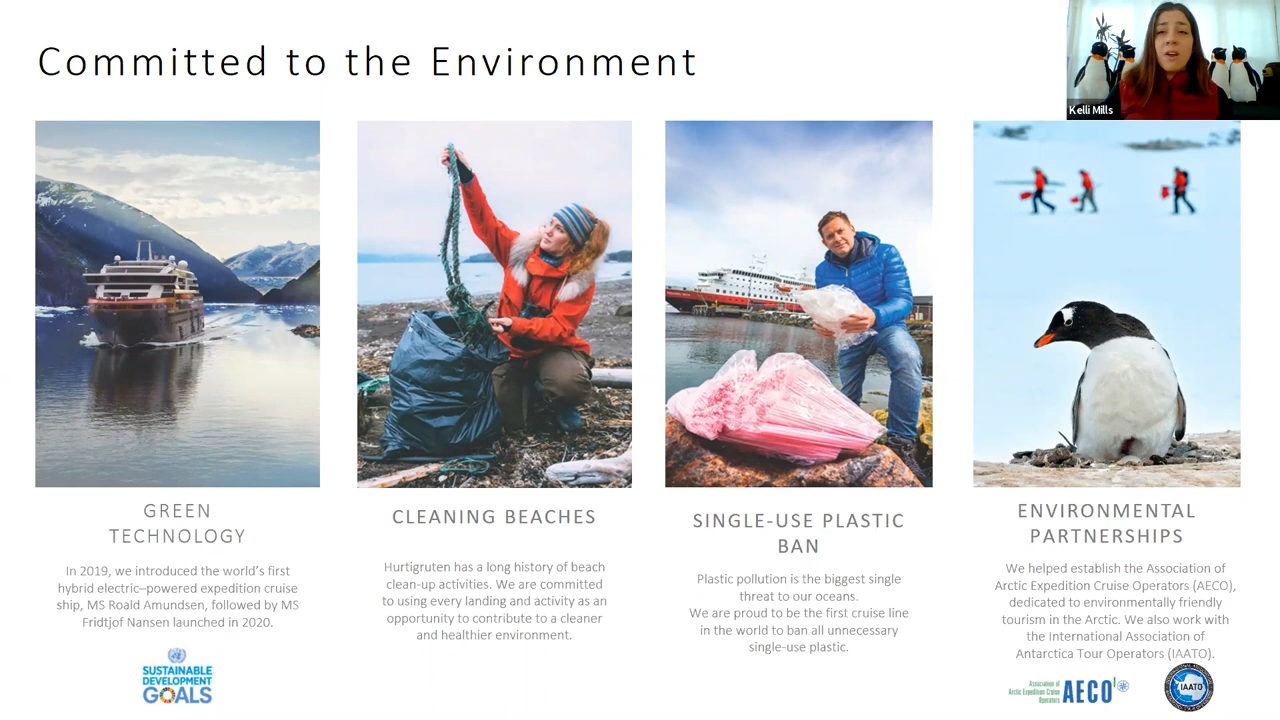 Committed to the Environment
Kelli Mills
GREEN
TECHNOLOGY
In 2019, we introduced the world's first
hybrid electric–powered expedition cruise
ship, MS Roald Amundsen, followed by MS
Fridtjof Nansen launched in 2020.
SUSTAINABLE
DEVELOPMENT
GOALS
CLEANING BEACHES
Hurtigruten has a long history of beach
clean-up activities. We are committed
to using every landing and activity as an
opportunity to contribute to a cleaner
and healthier environment.
SINGLE-USE PLASTIC
BAN
Plastic pollution is the biggest single
threat to our oceans.
We are proud to be the first cruise line
in the world to ban all unnecessary
single-use plastic.
ENVIRONMENTAL
PARTNERSHIPS
We helped establish the Association of
Arctic Expedition Cruise Operators (AECO),
dedicated to environmentally friendly
tourism in the Arctic. We also work with
the International Association of
Antarctica Tour Operators (IAATO).
Association of
Arctic Expedition Cruise
Operators
AECO
IAATO